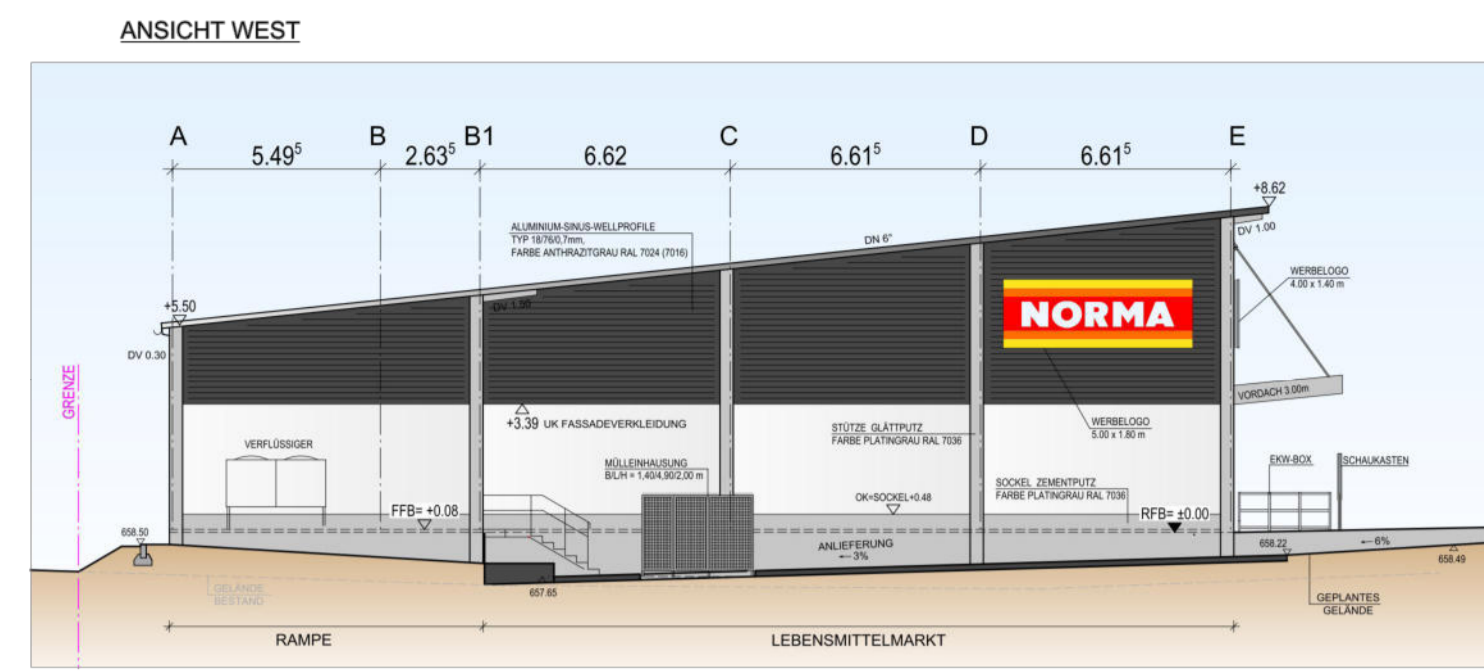 ANSICHT WEST
A B B1 C D E
5.49⁵ 2.63⁵ 6.62 6.61⁵ 6.61⁵
+8.62
DV 1.00
ALUMINIUM-SINUS-WELLPROFILE
TYP 18/76/0,7mm,
FARBE ANTHRAZITGRAU RAL 7024 (7016)
DN 6°
WERBELOGO
4.00 x 1.40 m
+5.50
DV 1.50
NORMA
DV 0.30
GRENZE
VORDACH 3.00m
+3.39 UK FASSADEVERKLEIDUNG
WERBELOGO
5.00 x 1.80 m
STÜTZE GLÄTTPUTZ
FARBE PLATINGRAU RAL 7036
VERFLÜSSIGER
MÜLLEINHAUSUNG
B/L/H = 1,40/4,90/2,00 m
EKW-BOX
SCHAUKASTEN
SOCKEL ZEMENTPUTZ
FARBE PLATINGRAU RAL 7036
OK=SOCKEL+0.48
FFB= +0.08
RFB= ±0.00
658.50
ANLIEFERUNG
←3%
658.22
←6%
658.49
GELÄNDE
BESTAND
657.65
GEPLANTES
GELÄNDE
RAMPE
LEBENSMITTELMARKT